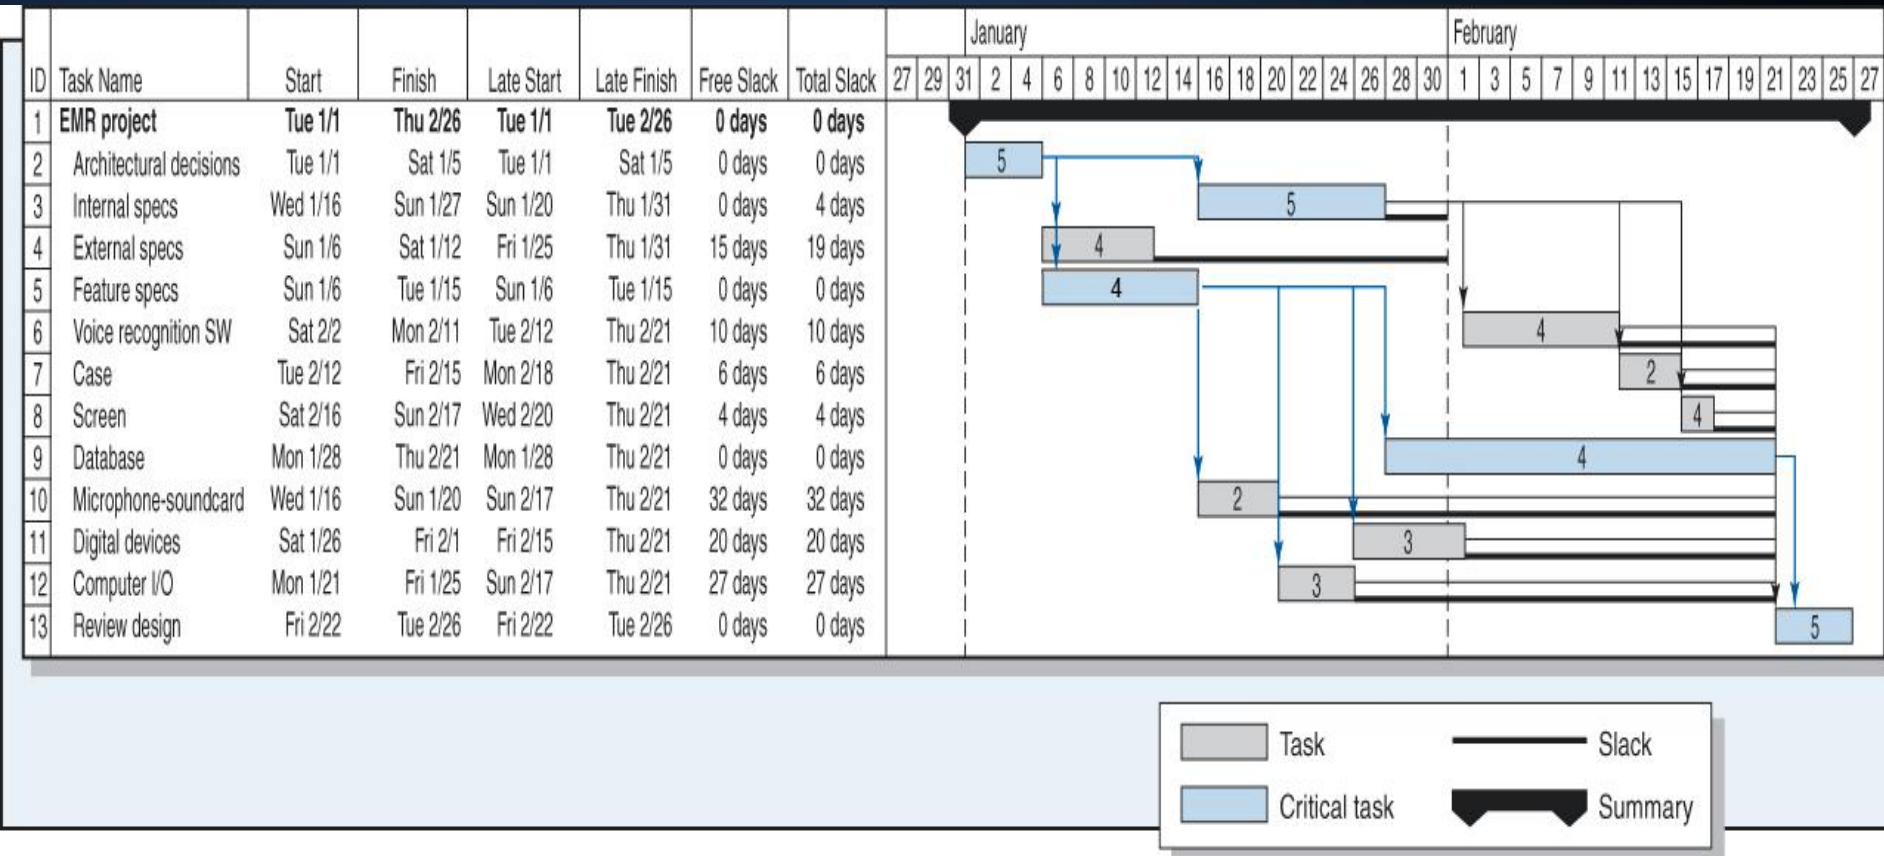 January February
ID Task Name Start Finish Late Start Late Finish Free Slack Total Slack 27 29 31 2 4 6 8 10 12 14 16 18 20 22 24 26 28 30 1 3 5 7 9 11 13 15 17 19 21 23 25 27
1 EMR project Tue 1/1 Thu 2/26 Tue 1/1 Tue 2/26 0 days 0 days
2 Architectural decisions Tue 1/1 Sat 1/5 Tue 1/1 Sat 1/5 0 days 0 days 5
3 Internal specs Wed 1/16 Sun 1/27 Sun 1/20 Thu 1/31 0 days 4 days 5
4 External specs Sun 1/6 Sat 1/12 Fri 1/25 Thu 1/31 15 days 19 days 4
5 Feature specs Sun 1/6 Tue 1/15 Sun 1/6 Tue 1/15 0 days 0 days 4
6 Voice recognition SW Sat 2/2 Mon 2/11 Tue 2/12 Thu 2/21 10 days 10 days 4
7 Case Tue 2/12 Fri 2/15 Mon 2/18 Thu 2/21 6 days 6 days 2
8 Screen Sat 2/16 Sun 2/17 Wed 2/20 Thu 2/21 4 days 4 days 4
9 Database Mon 1/28 Thu 2/21 Mon 1/28 Thu 2/21 0 days 0 days 4
10 Microphone-soundcard Wed 1/16 Sun 1/20 Sun 2/17 Thu 2/21 32 days 32 days 2
11 Digital devices Sat 1/26 Fri 2/1 Fri 2/15 Thu 2/21 20 days 20 days 3
12 Computer I/O Mon 1/21 Fri 1/25 Sun 2/17 Thu 2/21 27 days 27 days 3
13 Review design Fri 2/22 Tue 2/26 Fri 2/22 Tue 2/26 0 days 0 days 5
Task Slack
Critical task Summary